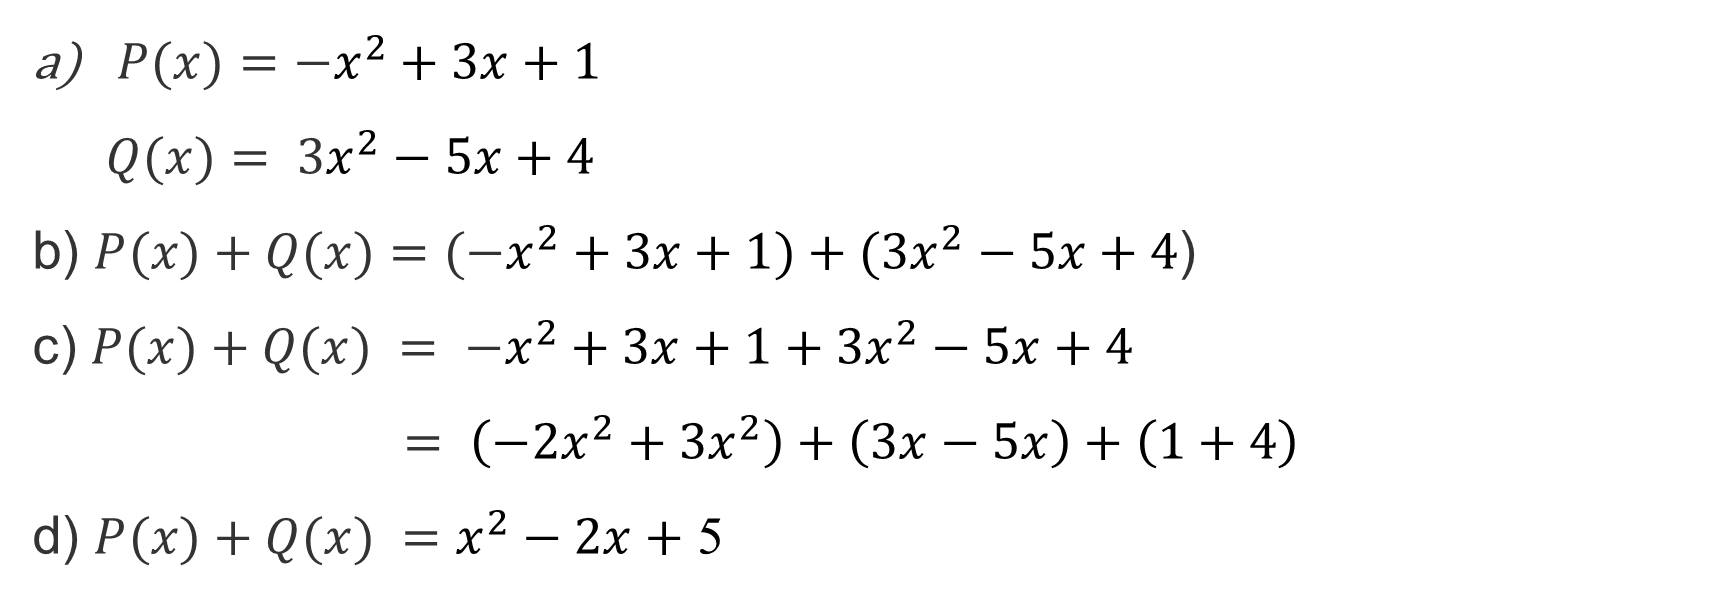 a) P(x) = −x² + 3x + 1
Q(x) = 3x² − 5x + 4
b) P(x) + Q(x) = (−x² + 3x + 1) + (3x² − 5x + 4)
c) P(x) + Q(x) = −x² + 3x + 1 + 3x² − 5x + 4
= (−2x² + 3x²) + (3x − 5x) + (1 + 4)
d) P(x) + Q(x) = x² − 2x + 5